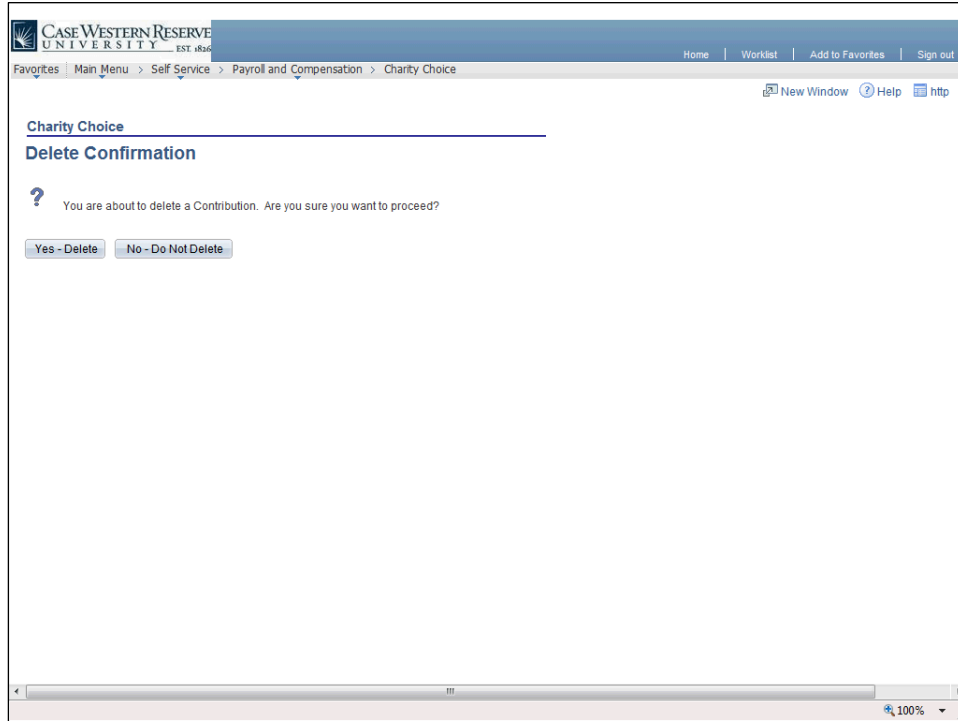 CASE WESTERN RESERVE
UNIVERSITY EST. 1826
Home | Worklist | Add to Favorites | Sign out
Favorites Main Menu > Self Service > Payroll and Compensation > Charity Choice
New Window Help http
Charity Choice
Delete Confirmation
? You are about to delete a Contribution. Are you sure you want to proceed?
Yes - Delete No - Do Not Delete
100%